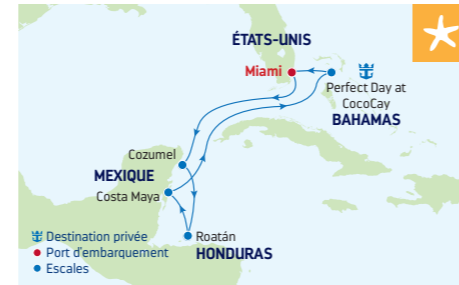 ÉTATS-UNIS
Miami
Perfect Day at
CocoCay
BAHAMAS
Cozumel
MEXIQUE
Costa Maya
Roatán
HONDURAS
Destination privée
Port d'embarquement
Escales